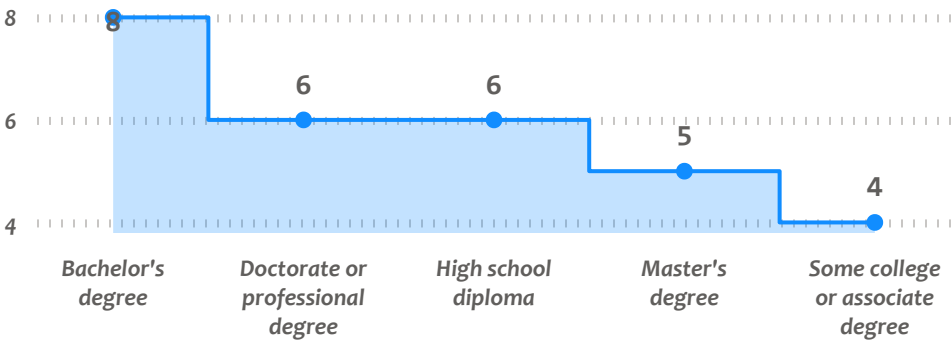 8
8
6
6
6
5
4
4
Bachelor's
degree
Doctorate or
professional
degree
High school
diploma
Master's
degree
Some college
or associate
degree